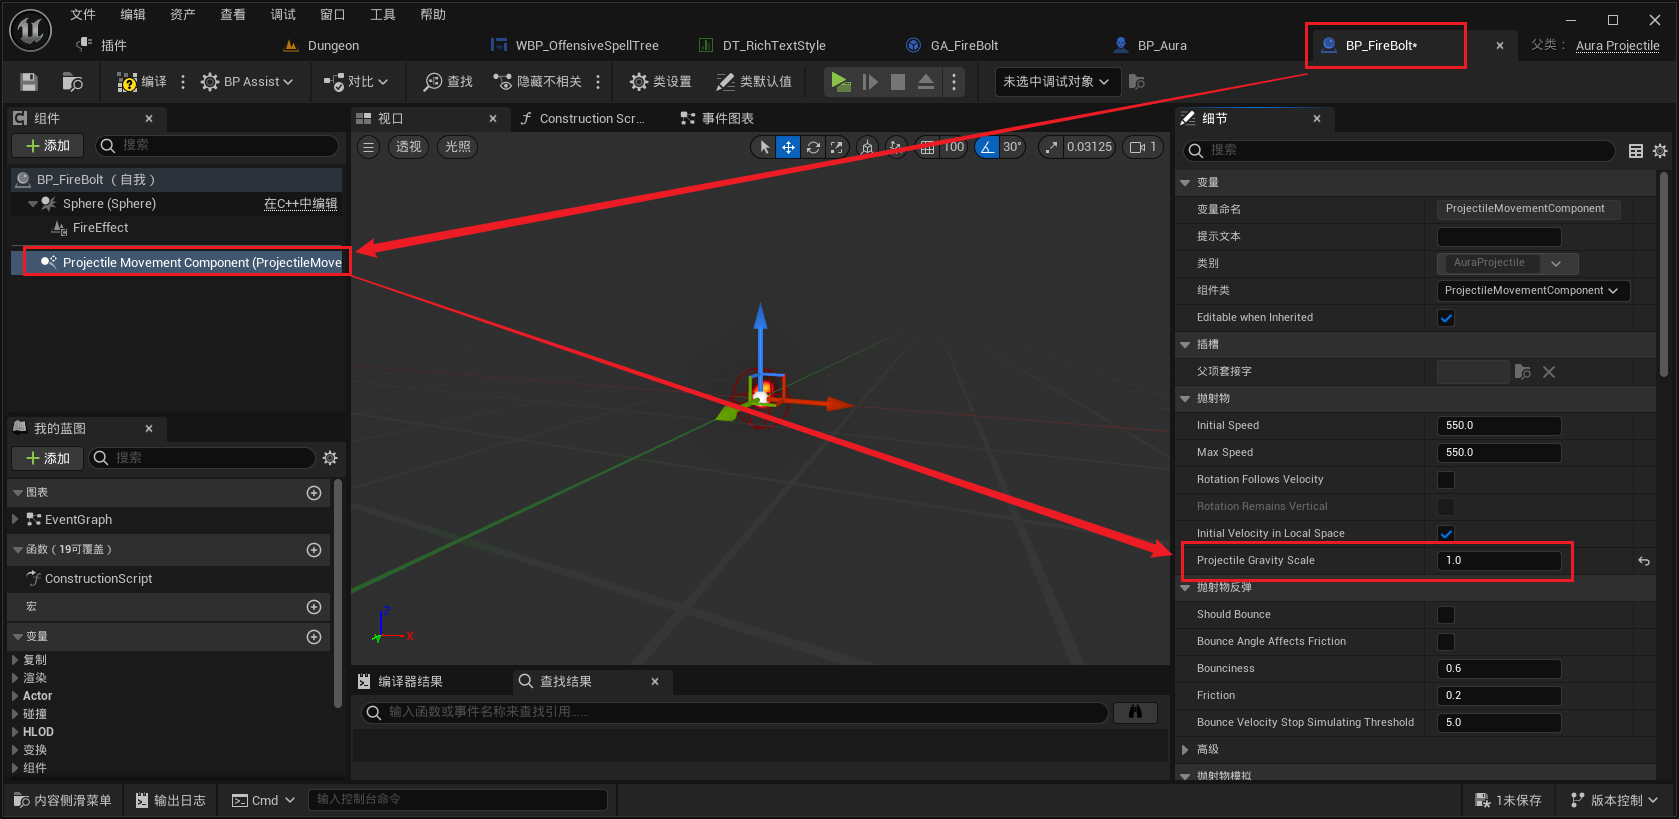 文件 编辑 资产 查看 调试 窗口 工具 帮助
插件 Dungeon WBP_OffensiveSpellTree DT_RichTextStyle GA_FireBolt BP_Aura BP_FireBolt* 父类： Aura Projectile
编译 BP Assist 对比 查找 隐藏不相关 类设置 类默认值 未选中调试对象
组件
添加 搜索
BP_FireBolt （自我）
Sphere (Sphere) 在C++中编辑
FireEffect
Projectile Movement Component (ProjectileMove
我的蓝图
添加 搜索
图表
EventGraph
函数（19可覆盖）
ConstructionScript
宏
变量
复制
渲染
Actor
碰撞
HLOD
变换
组件
视口 Construction Scr... 事件图表
透视 光照 100 30° 0.03125 1
Z
X
编译器结果 查找结果
输入函数或事件名称来查找引用......
细节
搜索
变量
变量命名 ProjectileMovementComponent
提示文本
类别 AuraProjectile
组件类 ProjectileMovementComponent
Editable when Inherited
插槽
父项套接字
抛射物
Initial Speed 550.0
Max Speed 550.0
Rotation Follows Velocity
Rotation Remains Vertical
Initial Velocity in Local Space
Projectile Gravity Scale 1.0
抛射物反弹
Should Bounce
Bounce Angle Affects Friction
Bounciness 0.6
Friction 0.2
Bounce Velocity Stop Simulating Threshold 5.0
高级
抛射物模拟
内容侧滑菜单 输出日志 Cmd 输入控制台命令 1未保存 版本控制